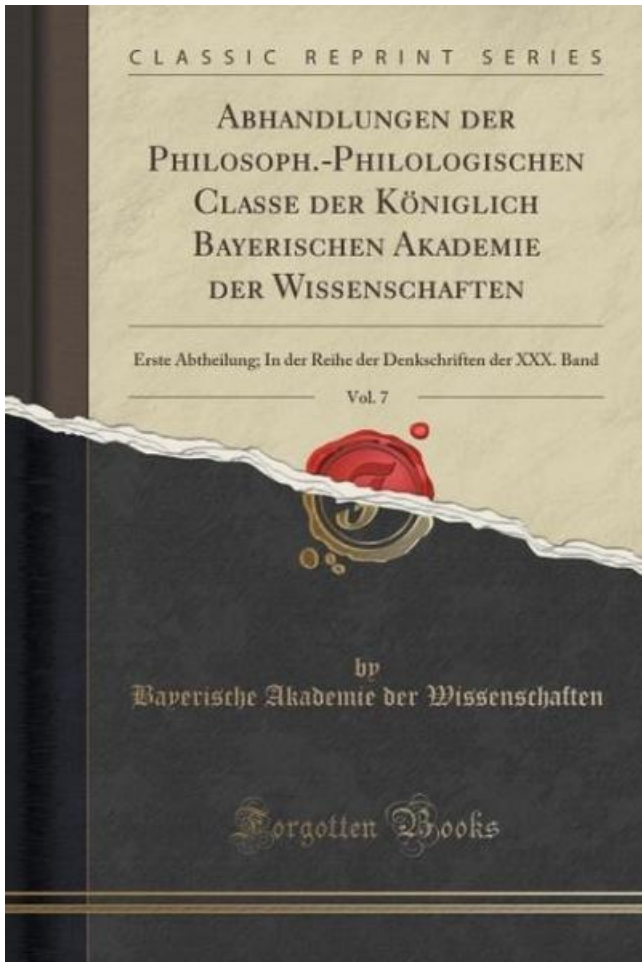 CLASSIC REPRINT SERIES
ABHANDLUNGEN DER
PHILOSOPH.-PHILOLOGISCHEN
CLASSE DER KÖNIGLICH
BAYERISCHEN AKADEMIE
DER WISSENSCHAFTEN
Erste Abtheilung; In der Reihe der Denkschriften der XXX. Band
Vol. 7
by
Bayerische Akademie der Wissenschaften
Forgotten Books